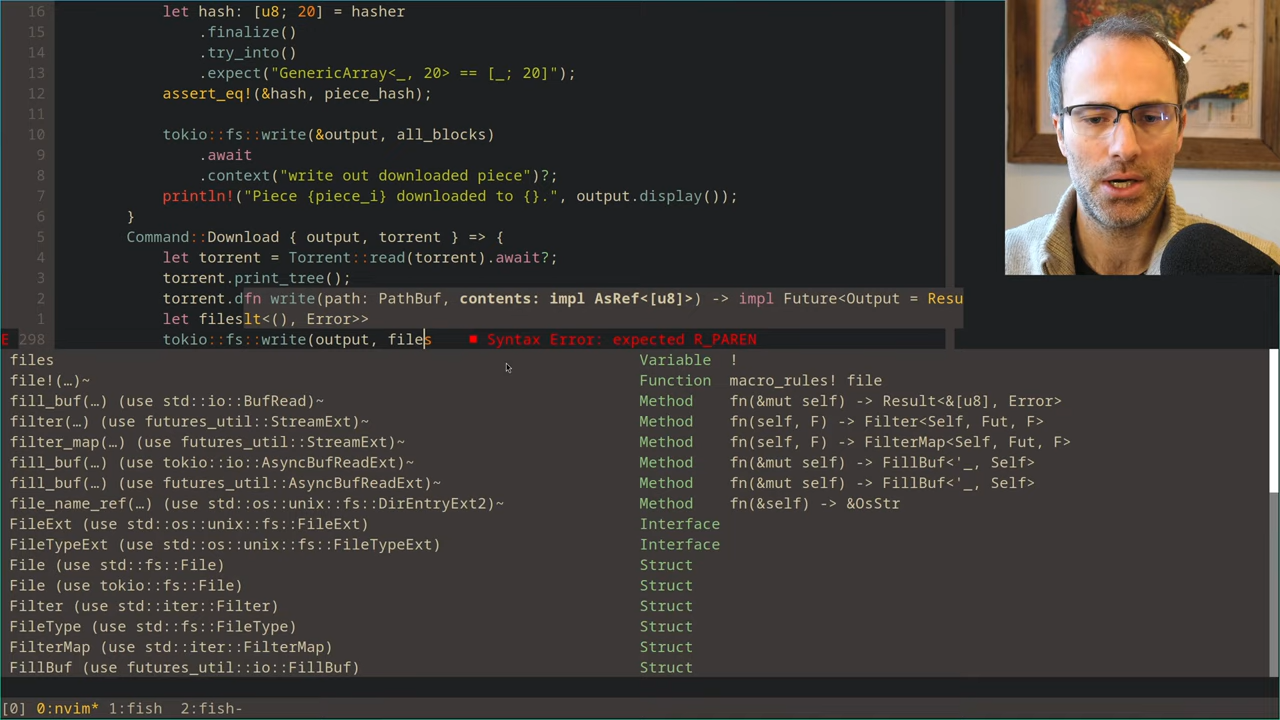 16 let hash: [u8; 20] = hasher
15 .finalize()
14 .try_into()
13 .expect("GenericArray<_, 20> == [_; 20]");
12 assert_eq!(&hash, piece_hash);
11
10 tokio::fs::write(&output, all_blocks)
9 .await
8 .context("write out downloaded piece")?;
7 println!("Piece {piece_i} downloaded to {}.", output.display());
6 }
5 Command::Download { output, torrent } => {
4 let torrent = Torrent::read(torrent).await?;
3 torrent.print_tree();
2 torrent.dfn write(path: PathBuf, contents: impl AsRef<[u8]>) -> impl Future<Output = Resu
1 let fileslt<(), Error>>
E 298 tokio::fs::write(output, files ■ Syntax Error: expected R_PAREN
files Variable !
file!(…)~ Function macro_rules! file
fill_buf(…) (use std::io::BufRead)~ Method fn(&mut self) -> Result<&[u8], Error>
filter(…) (use futures_util::StreamExt)~ Method fn(self, F) -> Filter<Self, Fut, F>
filter_map(…) (use futures_util::StreamExt)~ Method fn(self, F) -> FilterMap<Self, Fut, F>
fill_buf(…) (use tokio::io::AsyncBufReadExt)~ Method fn(&mut self) -> FillBuf<'_, Self>
fill_buf(…) (use futures_util::AsyncBufReadExt)~ Method fn(&mut self) -> FillBuf<'_, Self>
file_name_ref(…) (use std::os::unix::fs::DirEntryExt2)~ Method fn(&self) -> &OsStr
FileExt (use std::os::unix::fs::FileExt) Interface
FileTypeExt (use std::os::unix::fs::FileTypeExt) Interface
File (use std::fs::File) Struct
File (use tokio::fs::File) Struct
Filter (use std::iter::Filter) Struct
FileType (use std::fs::FileType) Struct
FilterMap (use std::iter::FilterMap) Struct
FillBuf (use futures_util::io::FillBuf) Struct
[0] 0:nvim* 1:fish 2:fish-